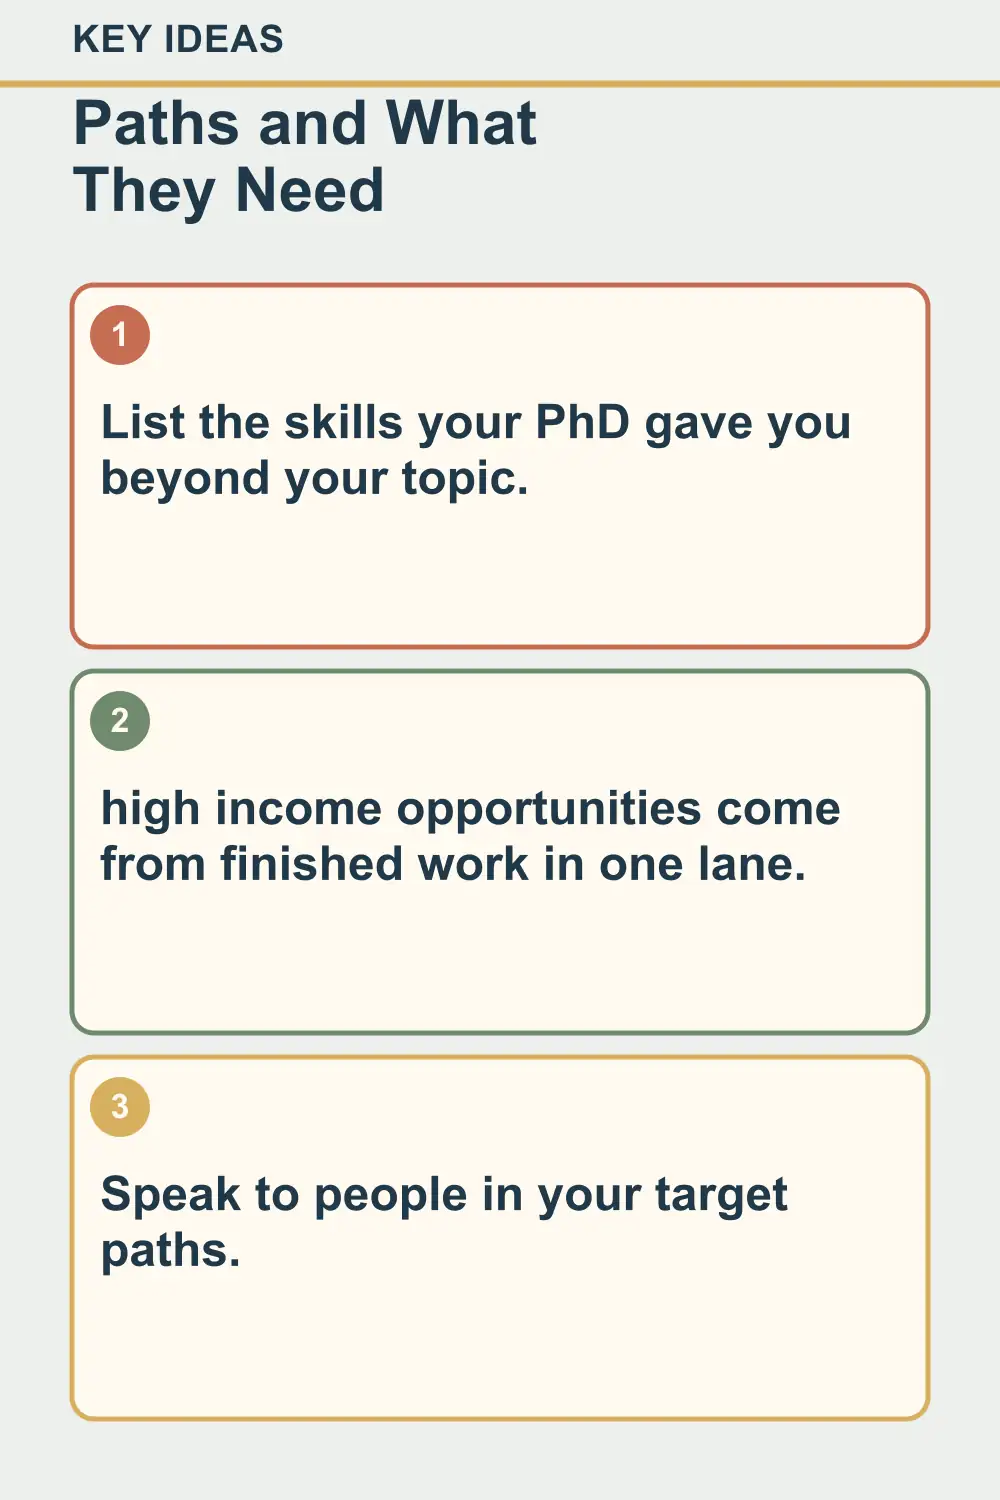 KEY IDEAS
Paths and What
They Need
1
List the skills your PhD gave you
beyond your topic.
2
high income opportunities come
from finished work in one lane.
3
Speak to people in your target
paths.